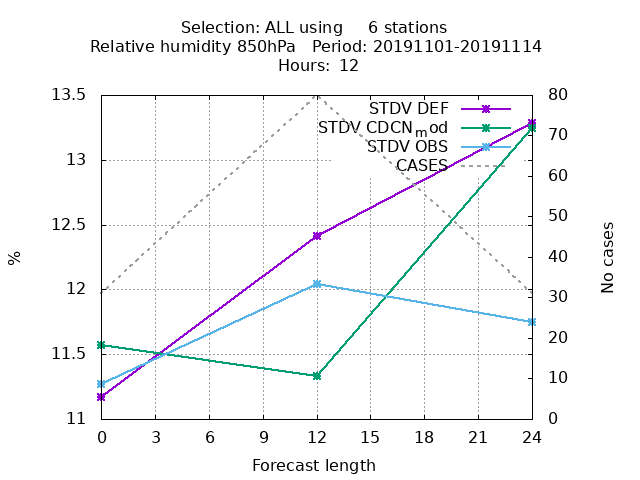 Selection: ALL using     6 stations
Relative humidity 850hPa   Period: 20191101-20191114
Hours: 12
STDV DEF
STDV CDCN_mod
STDV OBS
CASES
13.5
13
12.5
12
11.5
11
80
70
60
50
40
30
20
10
0
%
No cases
0 3 6 9 12 15 18 21 24
Forecast length